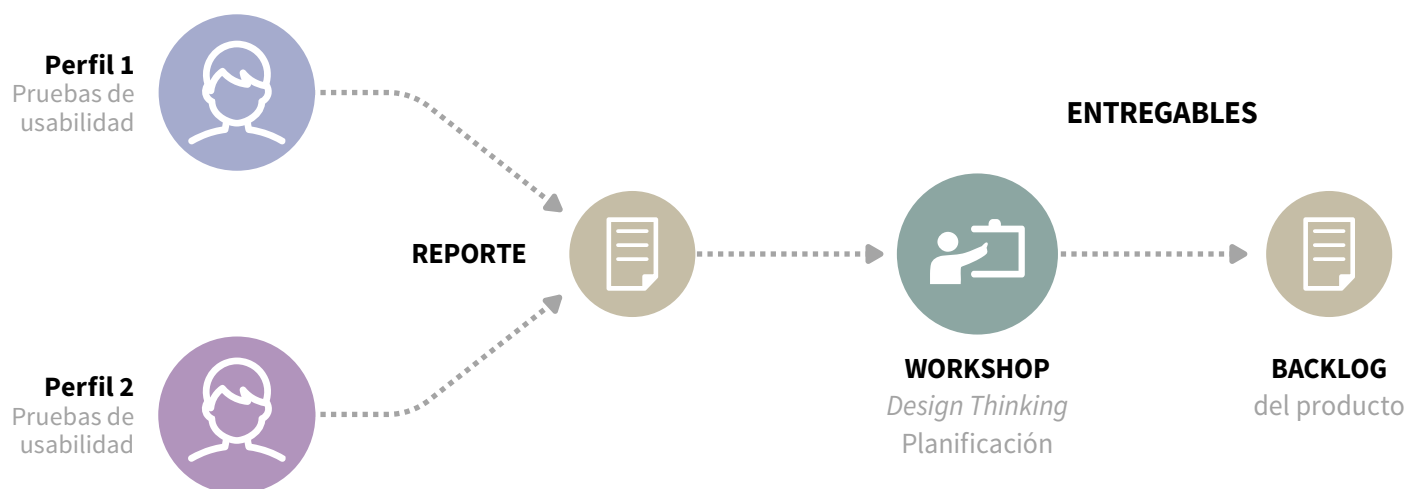 Perfil 1
Pruebas de
usabilidad
ENTREGABLES
REPORTE
WORKSHOP
Design Thinking
Planificación
BACKLOG
del producto
Perfil 2
Pruebas de
usabilidad